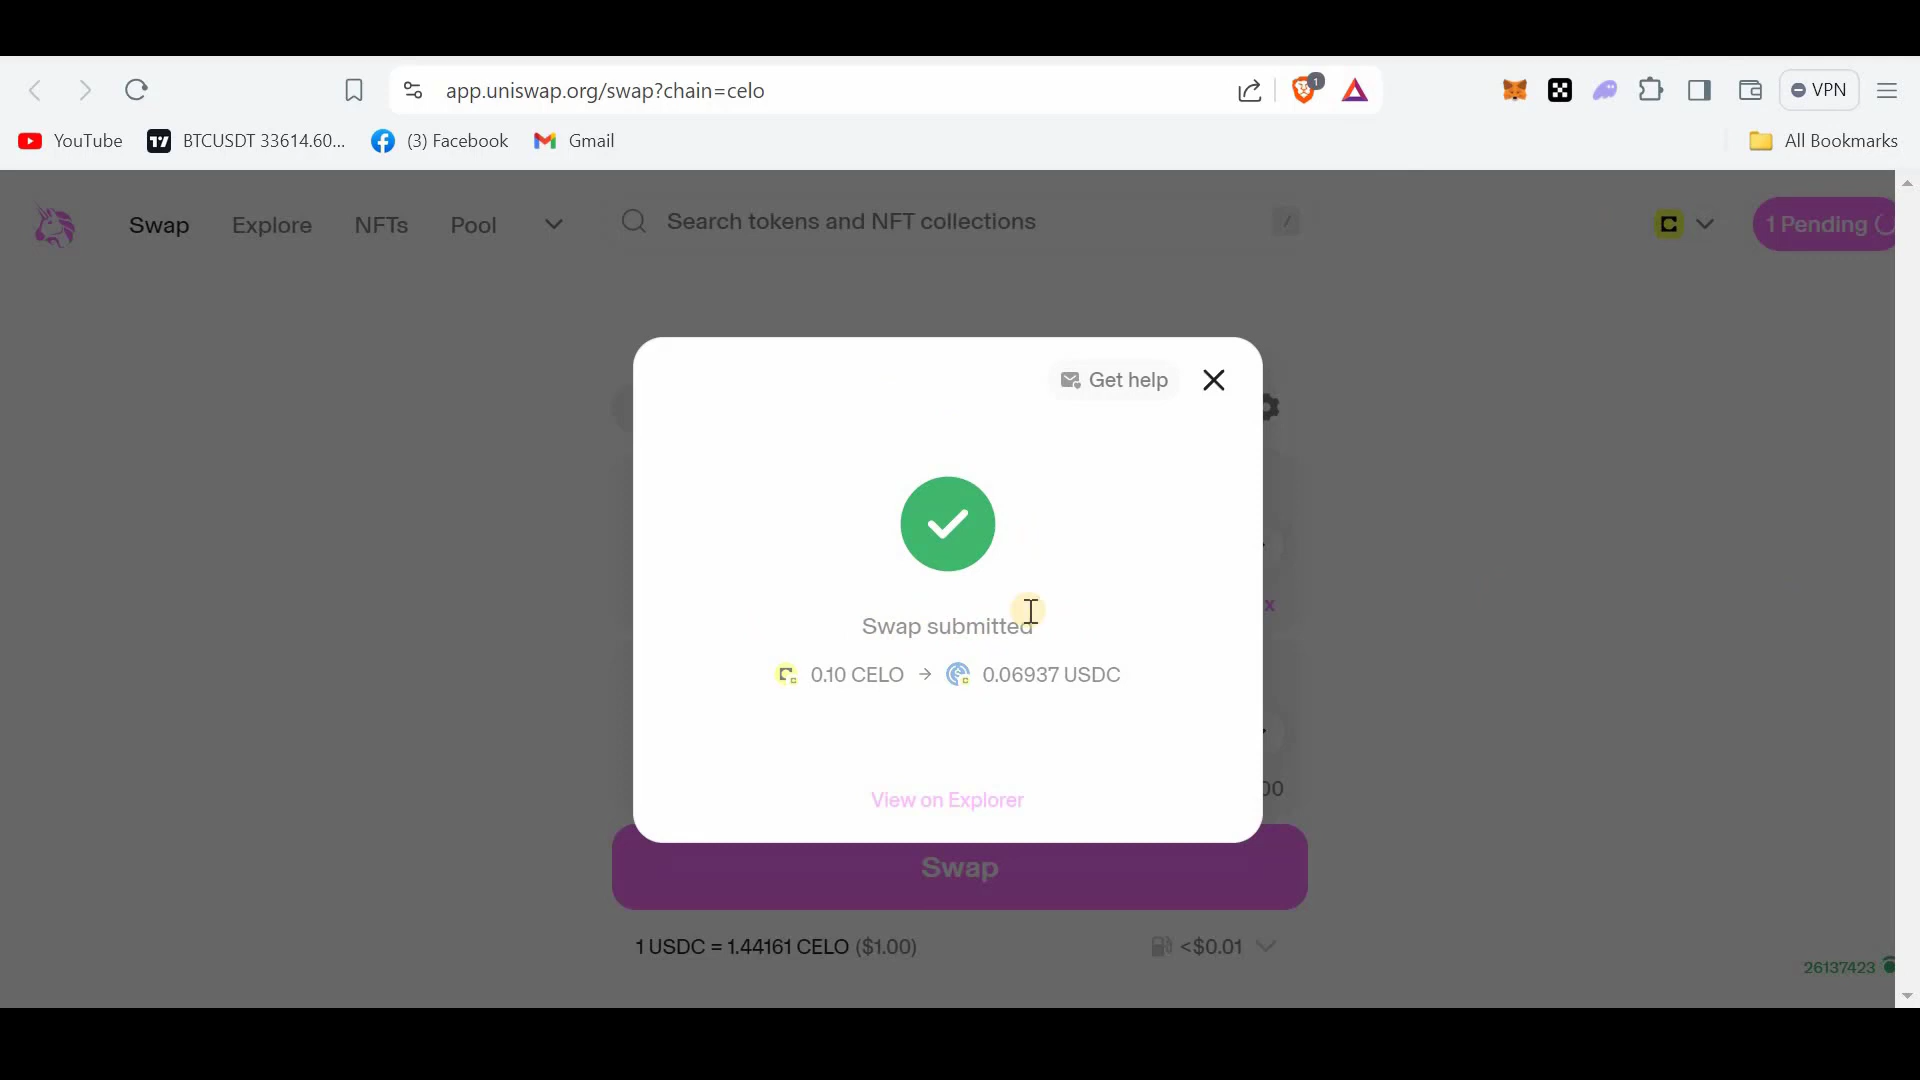 app.uniswap.org/swap?chain=celo
1
VPN
YouTube
BTCUSDT 33614.60...
(3) Facebook
Gmail
All Bookmarks
Swap
Explore
NFTs
Pool
Search tokens and NFT collections
/
1 Pending
Get help
x
Swap submitted
0.10 CELO → 0.06937 USDC
00
View on Explorer
Swap
1 USDC = 1.44161 CELO ($1.00)
<$0.01
26137423